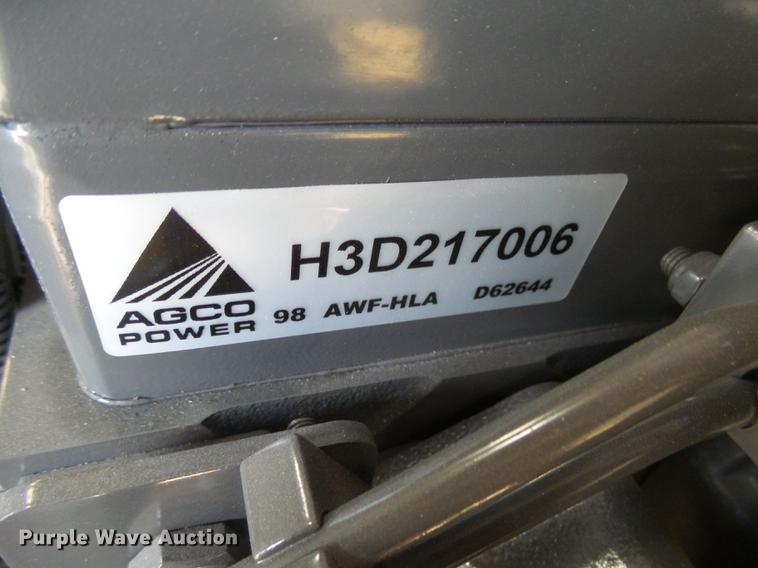 H3D217006
AGCO
POWER
98 AWF-HLA D62644
Purple Wave Auction